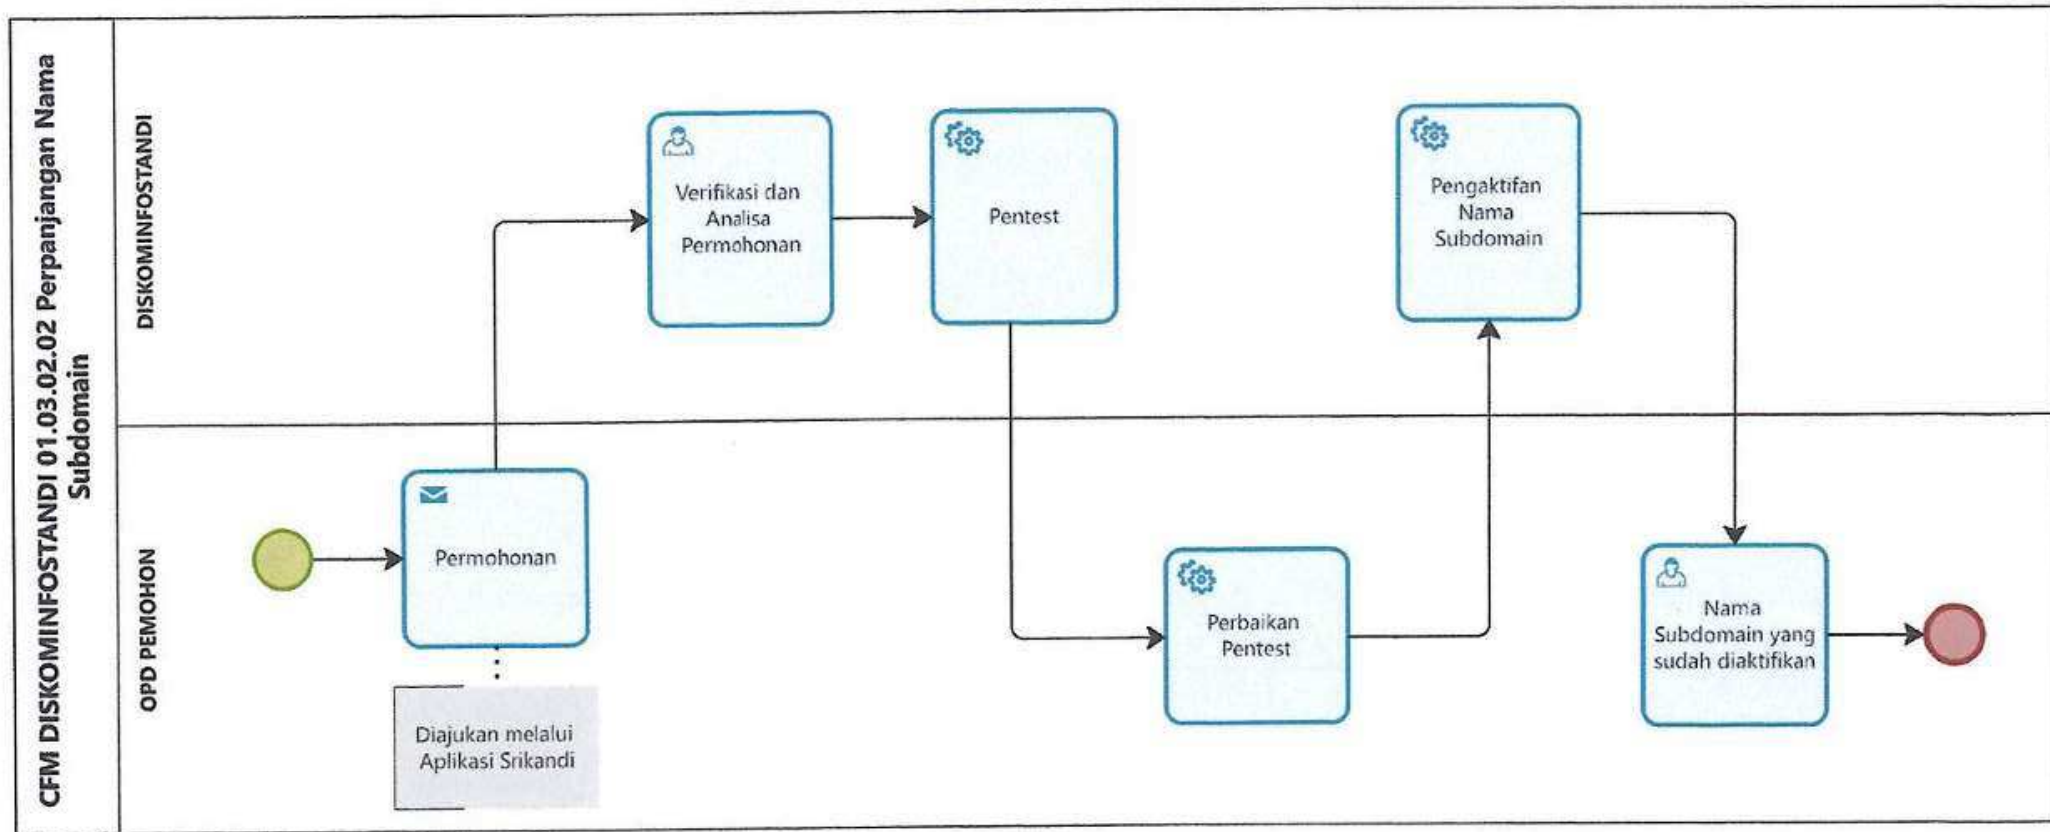 CFM DISKOMINFOSTANDI 01.03.02.02 Perpanjangan Nama
Subdomain
DISKOMINFOSTANDI
Verifikasi dan
Analisa
Permohonan
Pentest
Pengaktifan
Nama
Subdomain
OPD PEMOHON
Permohonan
Diajukan melalui
Aplikasi Srikandi
Perbaikan
Pentest
Nama
Subdomain yang
sudah diaktifikan